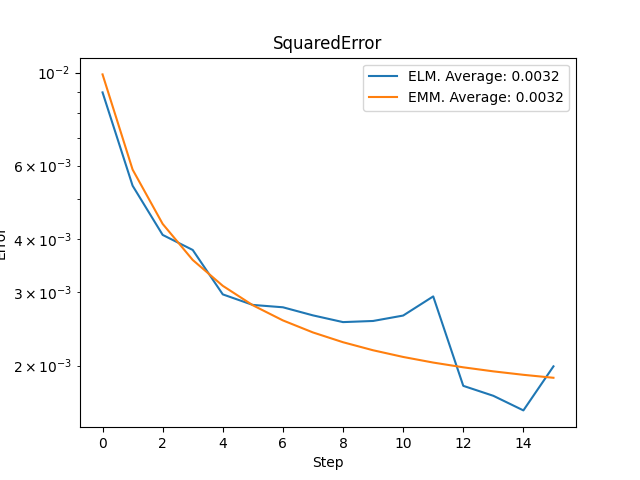 SquaredError
ELM. Average: 0.0032
EMM. Average: 0.0032
10⁻²
6 × 10⁻³
4 × 10⁻³
3 × 10⁻³
2 × 10⁻³
Error
0 2 4 6 8 10 12 14
Step